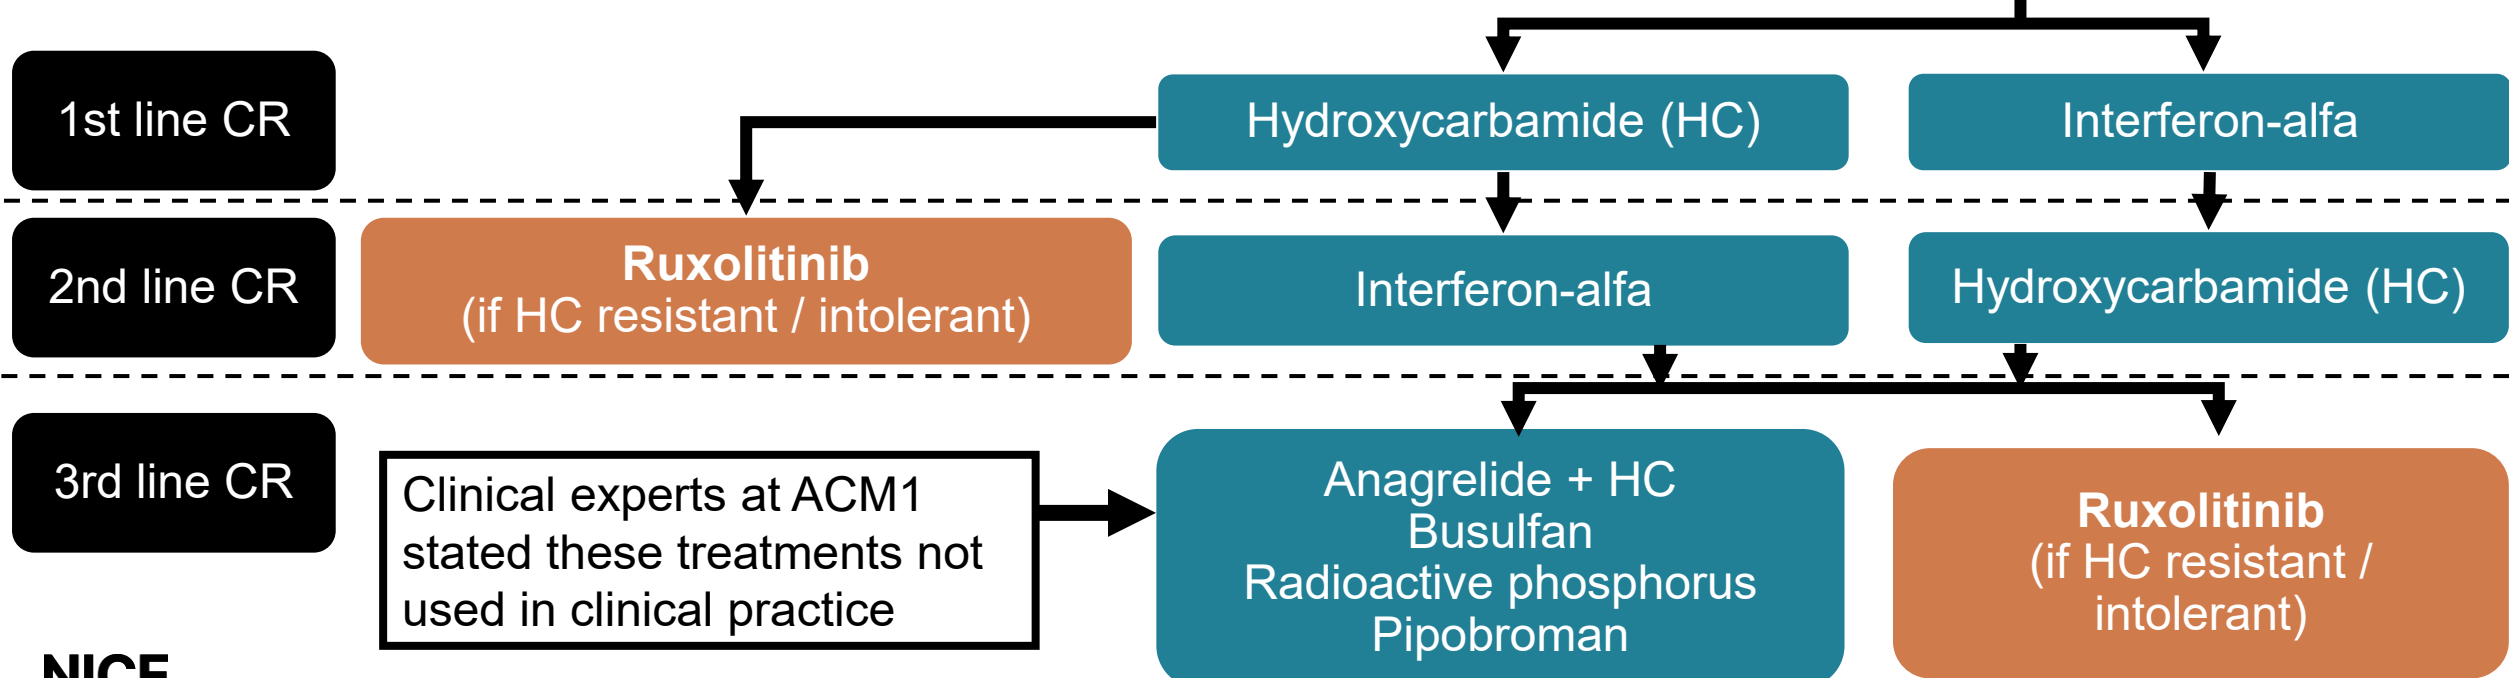 1st line CR
Hydroxycarbamide (HC)
Interferon-alfa
2nd line CR
Ruxolitinib
(if HC resistant / intolerant)
Interferon-alfa
Hydroxycarbamide (HC)
3rd line CR
Clinical experts at ACM1
stated these treatments not
used in clinical practice
Anagrelide + HC
Busulfan
Radioactive phosphorus
Pipobroman
Ruxolitinib
(if HC resistant /
intolerant)
NICE